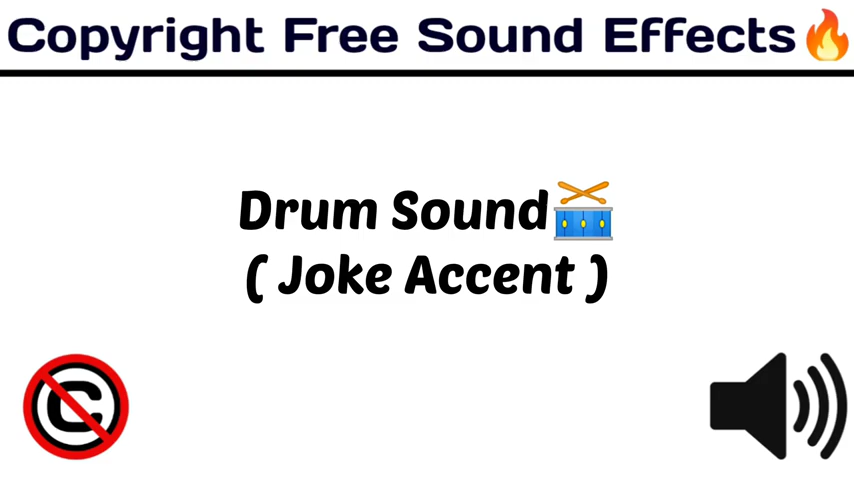 Copyright Free Sound Effects🔥
Drum Sound🥁
( Joke Accent )
C